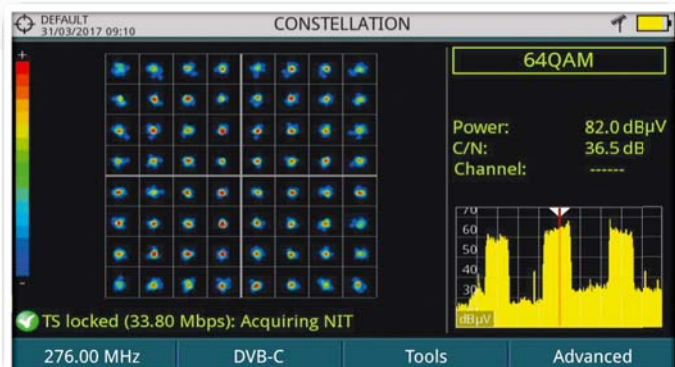 DEFAULT
31/03/2017 09:10
CONSTELLATION
+
-
64QAM
Power: 82.0 dBµV
C/N: 36.5 dB
Channel: ------
70
60
50
40
30
dBµV
TS locked (33.80 Mbps): Acquiring NIT
276.00 MHz DVB-C Tools Advanced